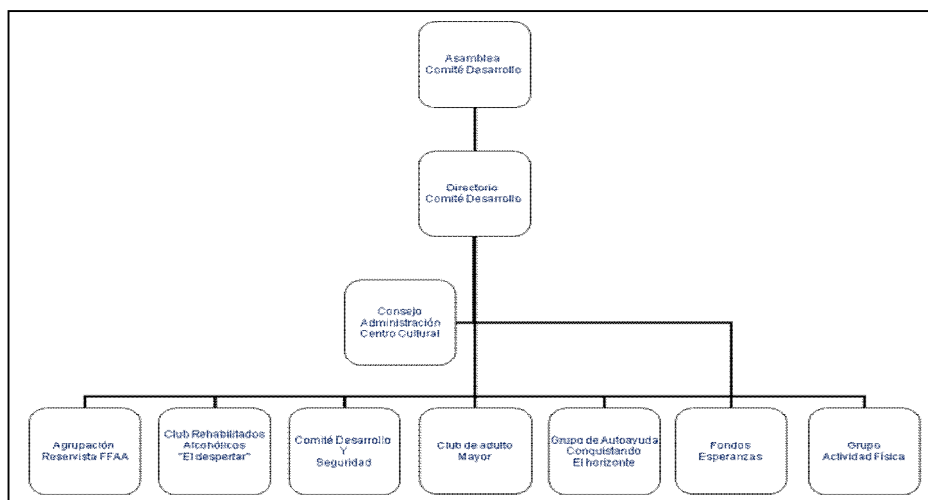 Asamblea
Comité Desarrollo
Directorio
Comité Desarrollo
Consejo
Administración
Centro Cultural
Agrupación
Reservista FFAA
Club Rehabilitados
Alcohólicos
"El despertar"
Comité Desarrollo
Y
Seguridad
Club de adulto
Mayor
Grupo de Autoayuda
Conquistando
El horizonte
Fondos
Esperanzas
Grupo
Actividad Física